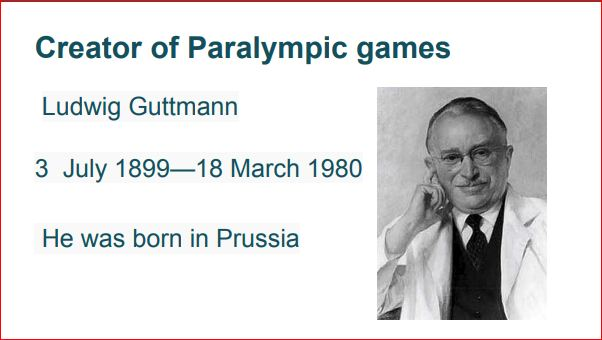 Creator of Paralympic games
Ludwig Guttmann
3  July 1899—18 March 1980
He was born in Prussia